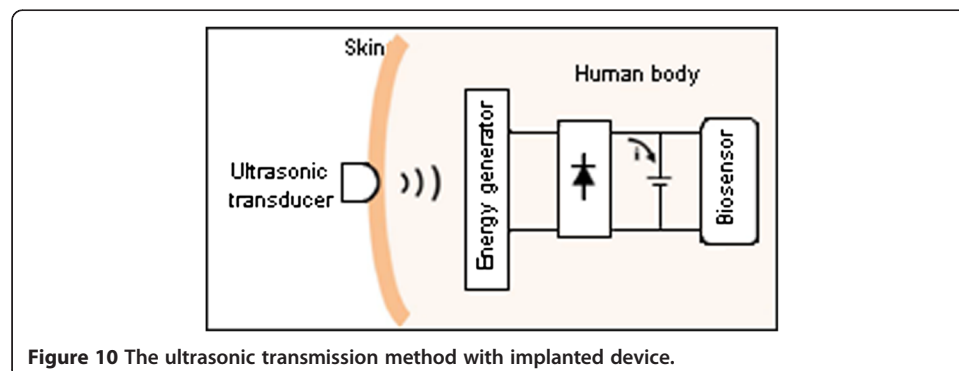 Skin
Human body
Ultrasonic
transducer
Energy generator
i
Biosensor
Figure 10 The ultrasonic transmission method with implanted device.